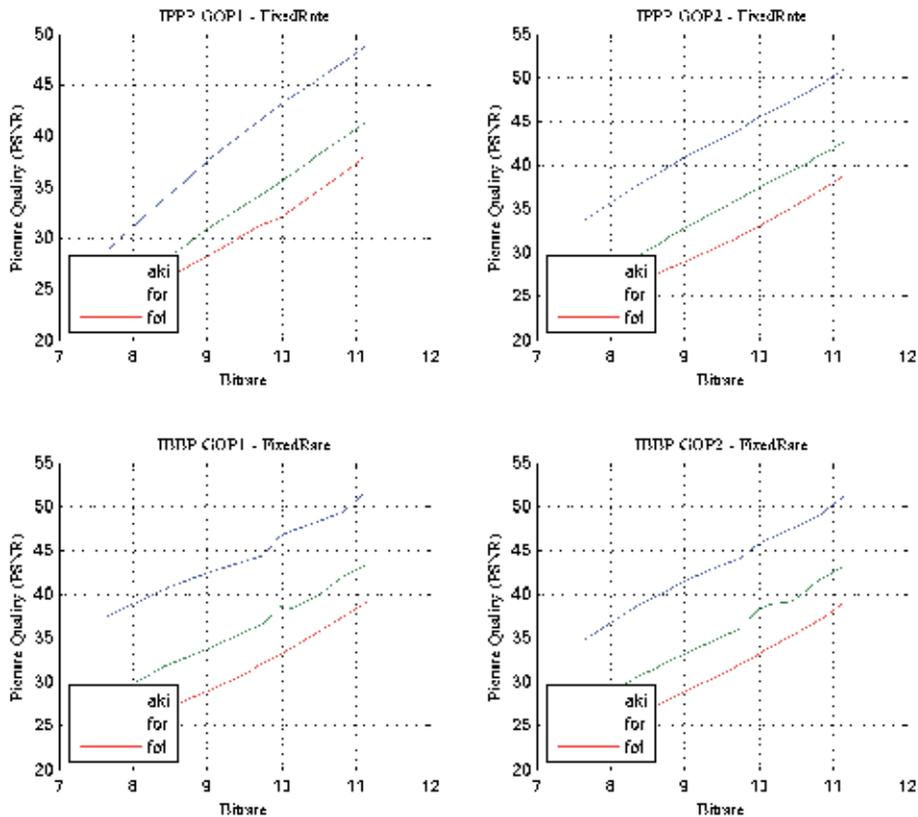 IPPP GOP1 - FixedRate
50
45
40
35
30
25
20
Picture Quality (PSNR)
aki
for
fot
7 8 9 10 11 12
Bitrate
IPPP GOP2 - FixedRate
55
50
45
40
35
30
25
20
Picture Quality (PSNR)
aki
for
fot
7 8 9 10 11 12
Bitrate
IBBP GOP1 - FixedRate
55
50
45
40
35
30
25
20
Picture Quality (PSNR)
aki
for
fot
7 8 9 10 11 12
Bitrate
IBBP GOP2 - FixedRate
55
50
45
40
35
30
25
20
Picture Quality (PSNR)
aki
for
fot
7 8 9 10 11 12
Bitrate